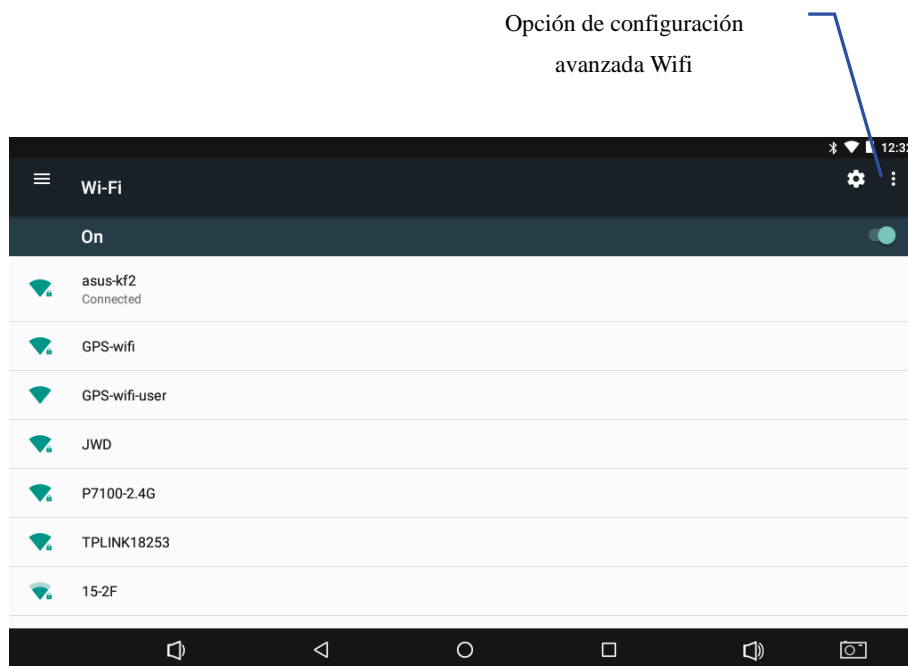 Opción de configuración
avanzada Wifi
12:32
Wi-Fi
On
asus-kf2
Connected
GPS-wifi
GPS-wifi-user
JWD
P7100-2.4G
TPLINK18253
15-2F